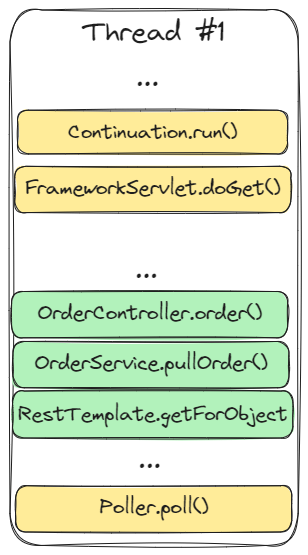 Thread #1
...
Continuation.run()
FrameworkServlet.doGet()
...
OrderController.order()
OrderService.pullOrder()
RestTemplate.getForObject
...
Poller.poll()